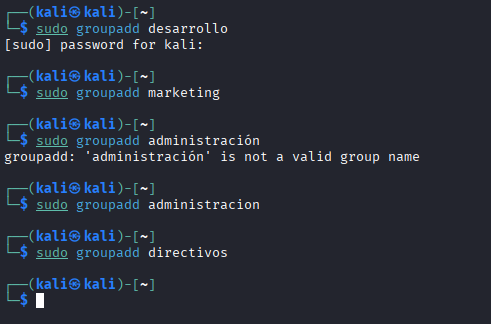 ┌──(kali㉿kali)-[~]
└─$ sudo groupadd desarrollo
[sudo] password for kali:
┌──(kali㉿kali)-[~]
└─$ sudo groupadd marketing
┌──(kali㉿kali)-[~]
└─$ sudo groupadd administración
groupadd: 'administración' is not a valid group name
┌──(kali㉿kali)-[~]
└─$ sudo groupadd administracion
┌──(kali㉿kali)-[~]
└─$ sudo groupadd directivos
┌──(kali㉿kali)-[~]
└─$